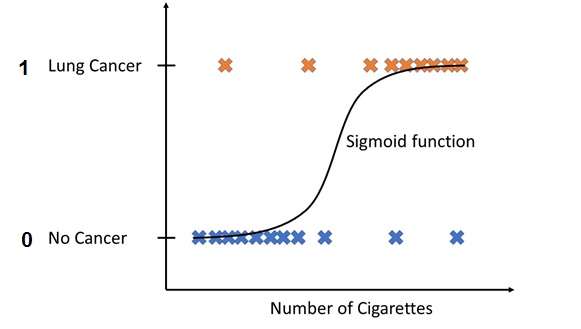 1 Lung Cancer
Sigmoid function
0 No Cancer
Number of Cigarettes